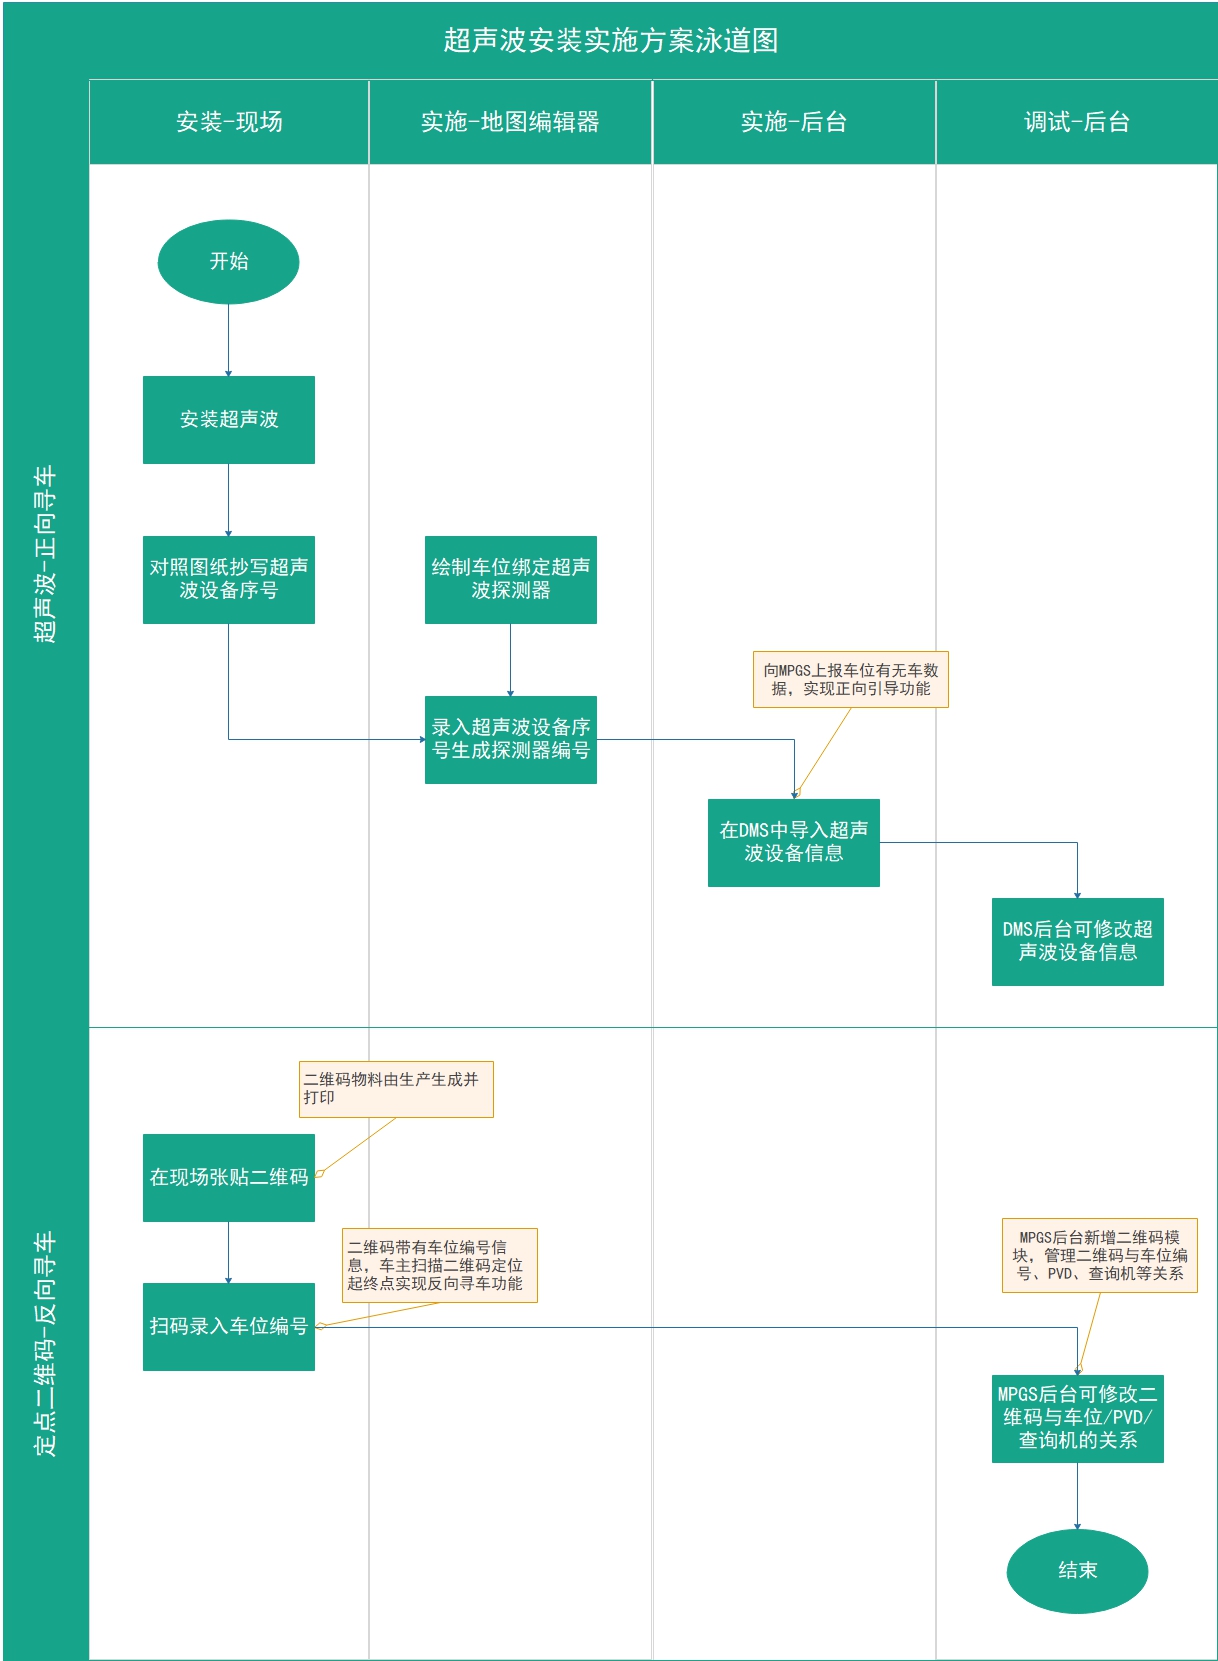 超声波安装实施方案泳道图
安装-现场
实施-地图编辑器
实施-后台
调试-后台
超声波-正向寻车
开始
安装超声波
对照图纸抄写超声
波设备序号
绘制车位绑定超声
波探测器
录入超声波设备序
号生成探测器编号
向MPGS上报车位有无车数
据，实现正向引导功能
在DMS中导入超声
波设备信息
DMS后台可修改超
声波设备信息
定点二维码-反向寻车
二维码物料由生产生成并
打印
在现场张贴二维码
二维码带有车位编号信
息，车主扫描二维码定位
起终点实现反向寻车功能
扫码录入车位编号
MPGS后台新增二维码模
块，管理二维码与车位编
号、PVD、查询机等关系
MPGS后台可修改二
维码与车位/PVD/
查询机的关系
结束